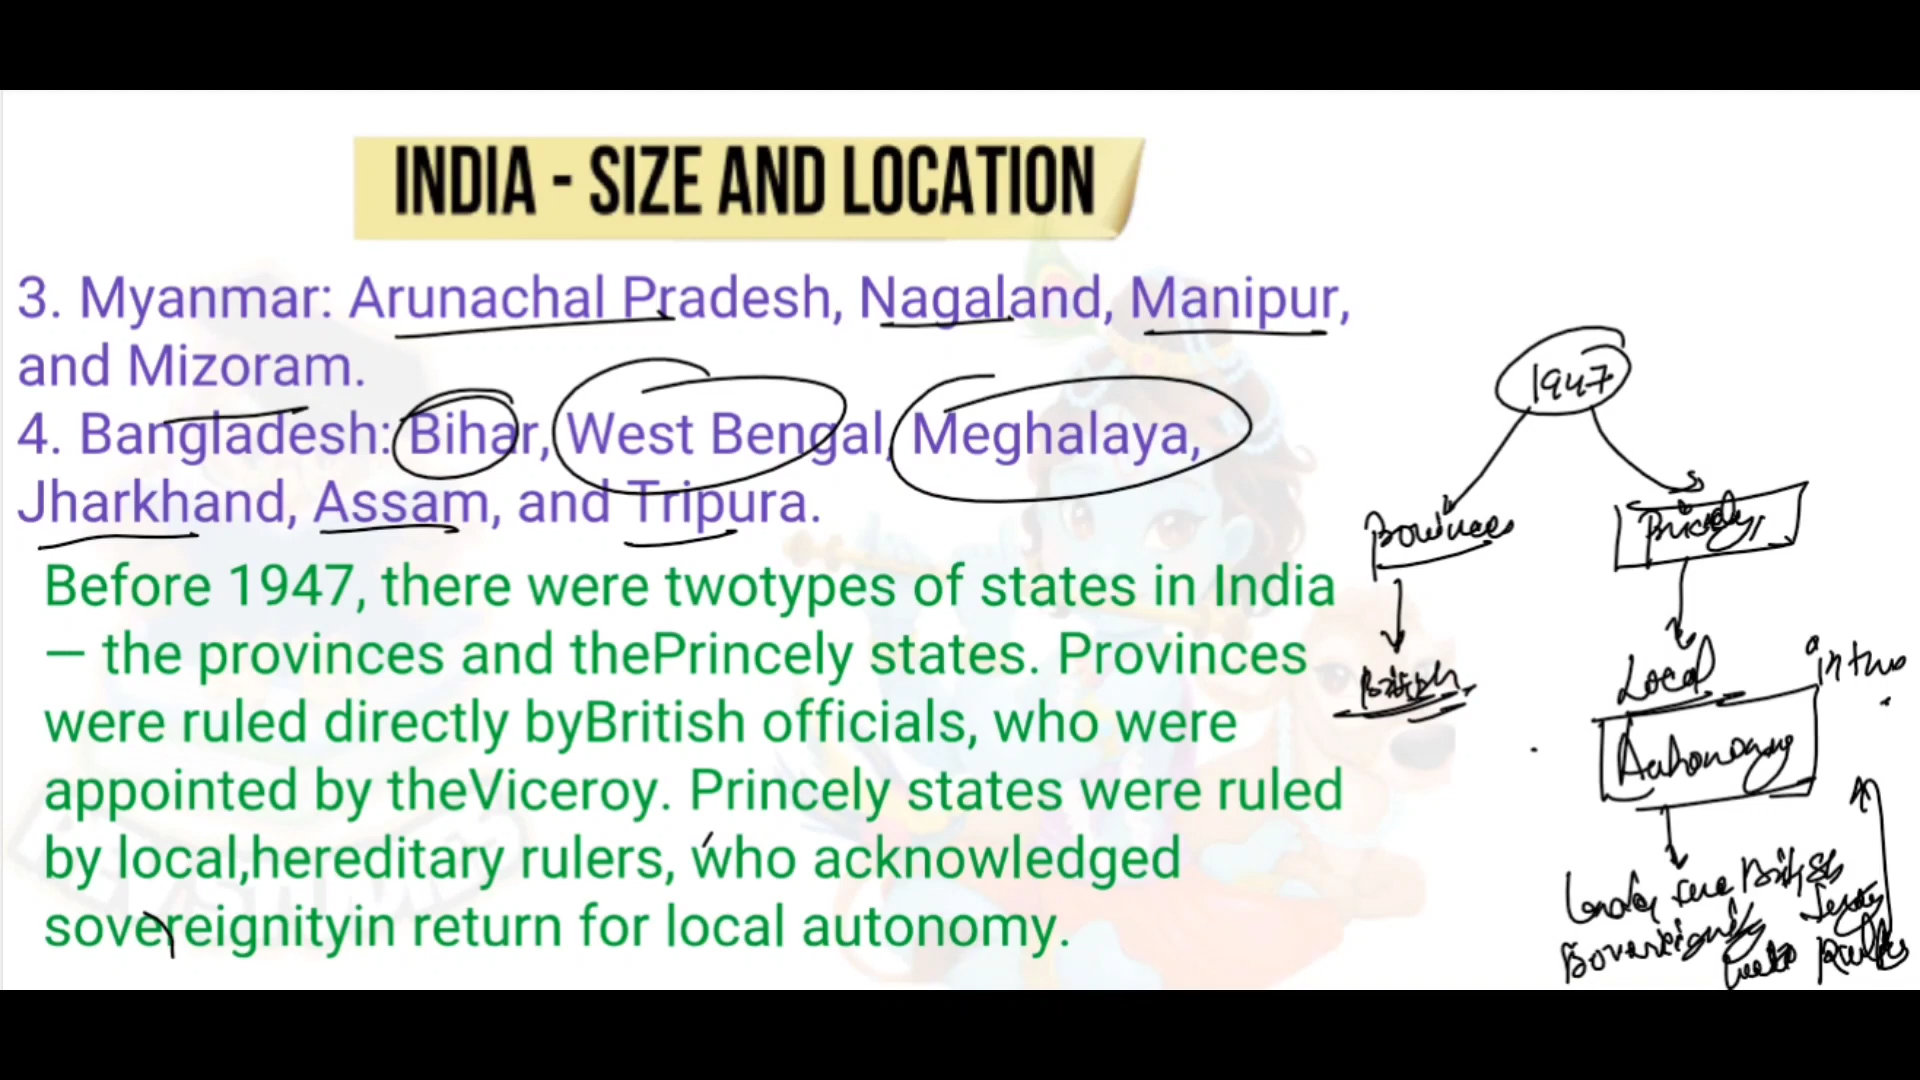 INDIA - SIZE AND LOCATION
3. Myanmar: Arunachal Pradesh, Nagaland, Manipur,
and Mizoram.
4. Bangladesh: Bihar, West Bengal, Meghalaya,
Jharkhand, Assam, and Tripura.
Before 1947, there were twotypes of states in India
— the provinces and thePrincely states. Provinces
were ruled directly byBritish officials, who were
appointed by theViceroy. Princely states were ruled
by local,hereditary rulers, who acknowledged
sovereignityin return for local autonomy.
1947
Provinces
British
Local
Autonomy